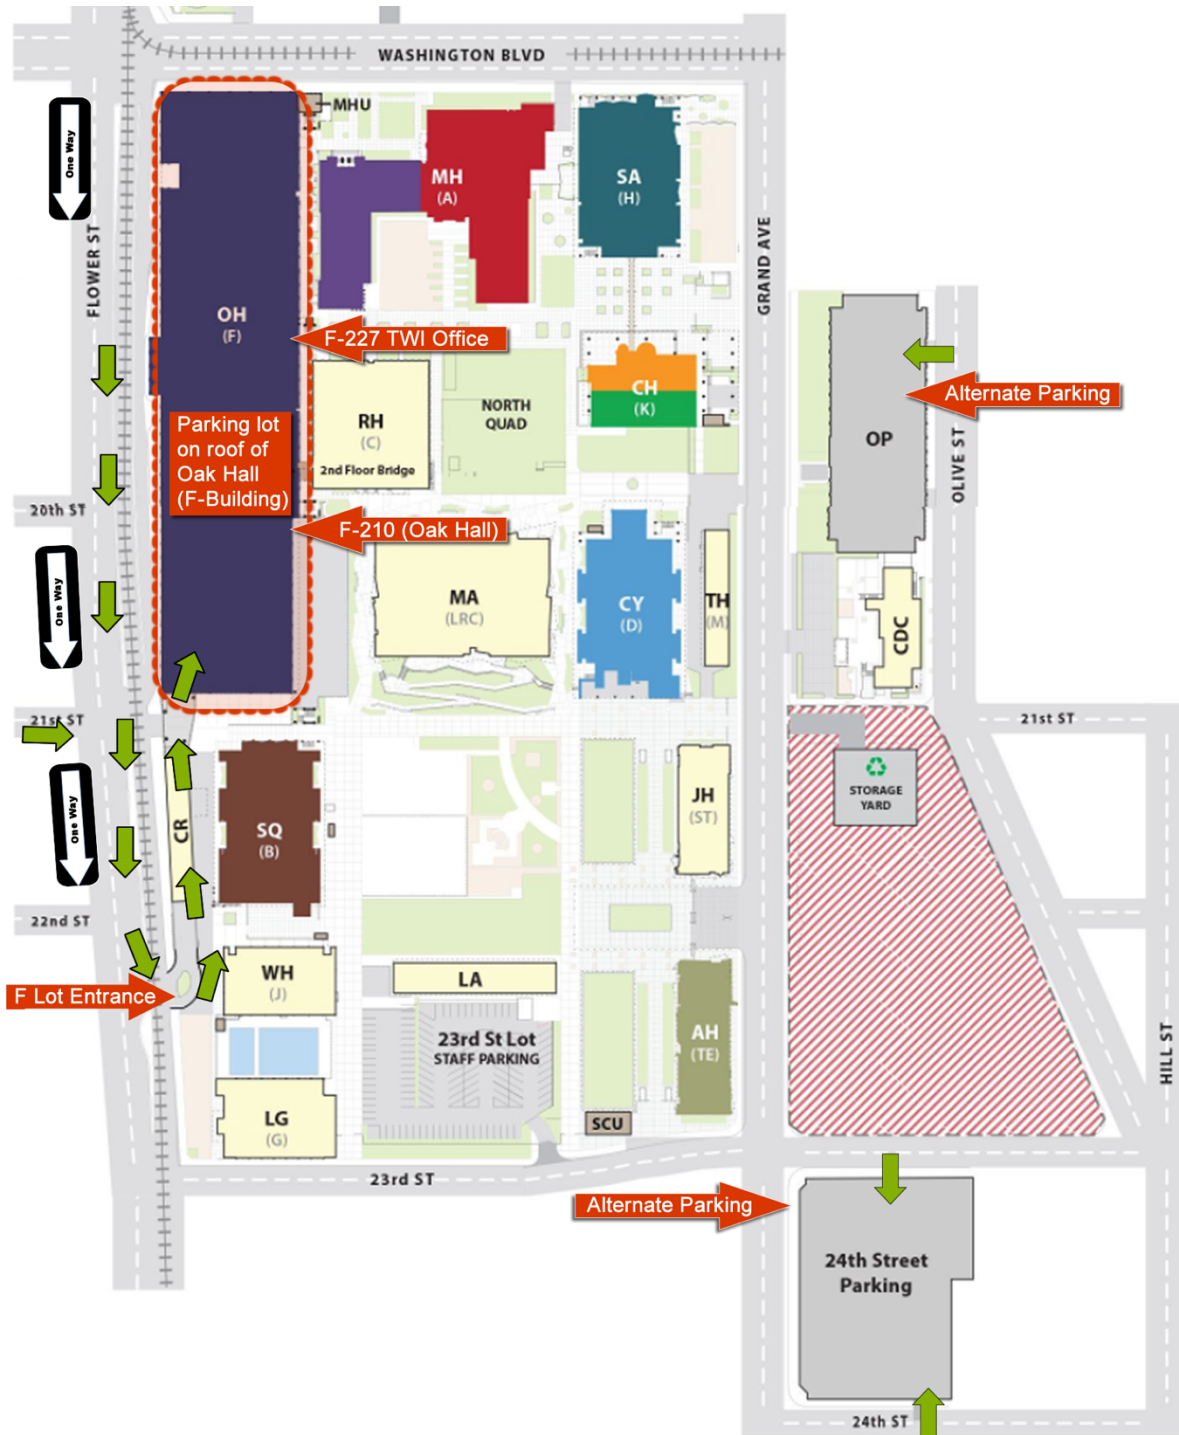 WASHINGTON BLVD
MHU
One Way
FLOWER ST
MH
(A)
SA
(H)
GRAND AVE
OH
(F)
F-227 TWI Office
Alternate Parking
CH
(K)
NORTH
QUAD
RH
(C)
2nd Floor Bridge
Parking lot
on roof of
Oak Hall
(F-Building)
OP
OLIVE ST
20th ST
F-210 (Oak Hall)
One Way
MA
(LRC)
CY
(D)
TH
(M)
CDC
21st ST
21st ST
One Way
CR
SQ
(B)
JH
(ST)
STORAGE
YARD
22nd ST
WH
(J)
LA
F Lot Entrance
23rd St Lot
STAFF PARKING
AH
(TE)
HILL ST
LG
(G)
SCU
23rd ST
Alternate Parking
24th Street
Parking
24th ST